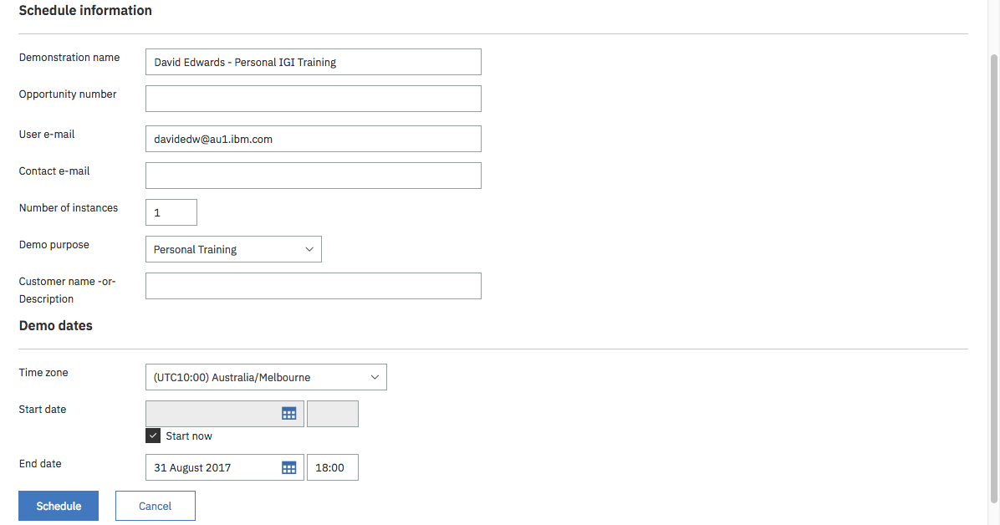 Schedule information
Demonstration name
David Edwards - Personal IGI Training
Opportunity number
User e-mail
davidedw@au1.ibm.com
Contact e-mail
Number of instances
1
Demo purpose
Personal Training
Customer name -or-
Description
Demo dates
Time zone
(UTC10:00) Australia/Melbourne
Start date
Start now
End date
31 August 2017
18:00
Schedule
Cancel